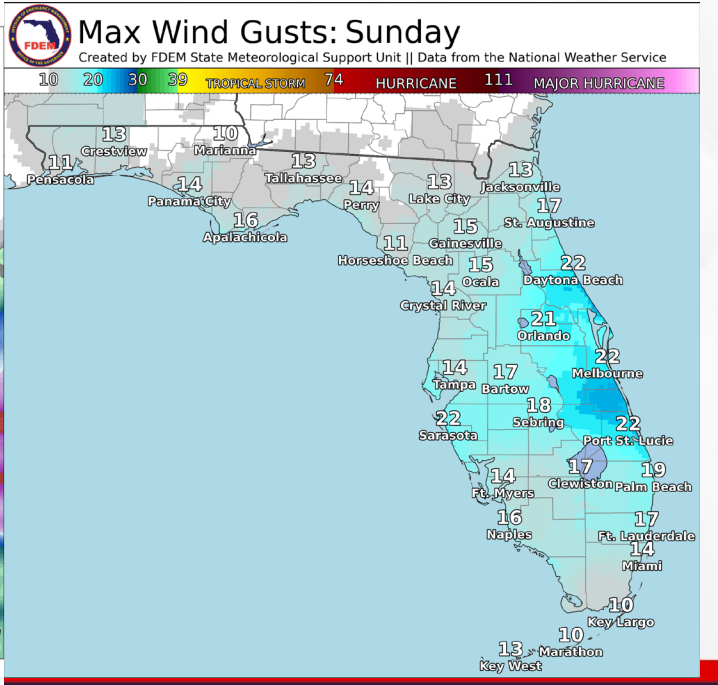 Max Wind Gusts: Sunday
Created by FDEM State Meteorological Support Unit || Data from the National Weather Service
FDEM
10 20 30 39 TROPICAL STORM 74 HURRICANE 111 MAJOR HURRICANE
13
Crestview
10
Marianna
11
Pensacola
13
Tallahassee
14
Panama City
14
Perry
13
Lake City
13
Jacksonville
16
Apalachicola
17
St. Augustine
15
Gainesville
11
Horseshoe Beach
15
Ocala
22
Daytona Beach
14
Crystal River
21
Orlando
22
Melbourne
14
Tampa
17
Bartow
18
Sebring
22
Sarasota
22
Port St. Lucie
17
Clewiston
19
Palm Beach
14
Ft. Myers
16
Naples
17
Ft. Lauderdale
14
Miami
10
Key Largo
10
Marathon
13
Key West